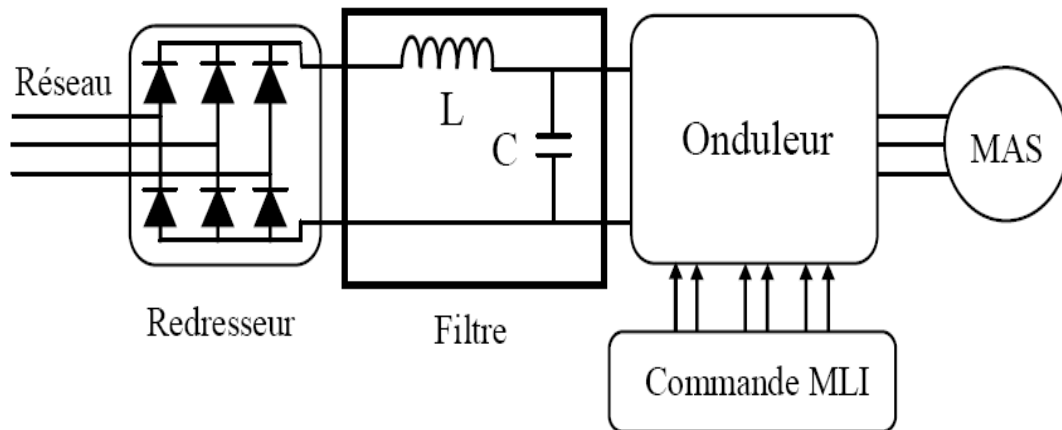 Réseau
L
C
Onduleur
MAS
Redresseur
Filtre
Commande MLI